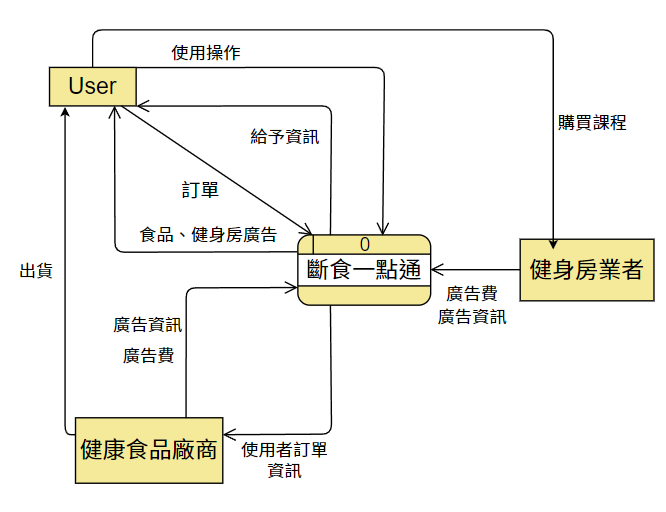 使用操作
User
給予資訊
購買課程
訂單
食品、健身房廣告
0
斷食一點通
健身房業者
出貨
廣告費
廣告資訊
廣告資訊
廣告費
健康食品廠商
使用者訂單
資訊